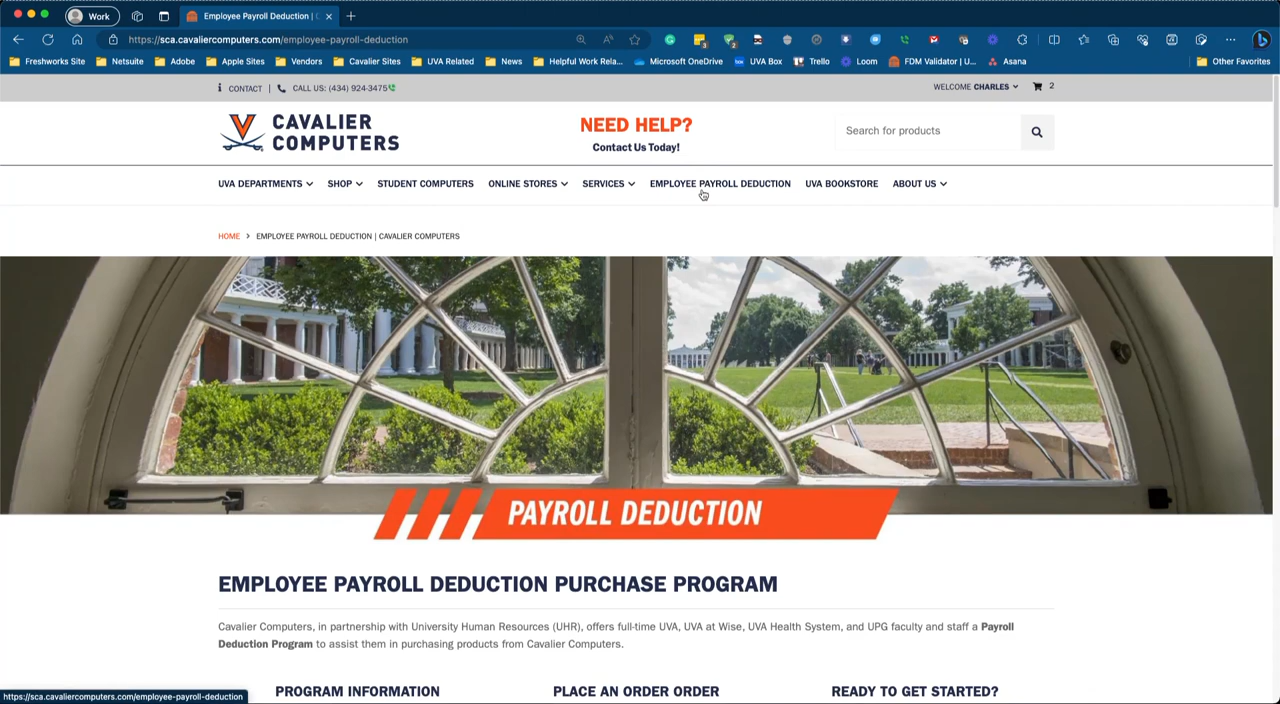 Work
Employee Payroll Deduction | C
https://sca.cavaliercomputers.com/employee-payroll-deduction
Freshworks Site Netsuite Adobe Apple Sites Vendors Cavalier Sites UVA Related News Helpful Work Rela... Microsoft OneDrive UVA Box Trello Loom FDM Validator | U... Asana Other Favorites
CONTACT | CALL US: (434) 924-3475 WELCOME CHARLES 2
CAVALIER
COMPUTERS
NEED HELP?
Contact Us Today!
Search for products
UVA DEPARTMENTS SHOP STUDENT COMPUTERS ONLINE STORES SERVICES EMPLOYEE PAYROLL DEDUCTION UVA BOOKSTORE ABOUT US
HOME > EMPLOYEE PAYROLL DEDUCTION | CAVALIER COMPUTERS
PAYROLL DEDUCTION
EMPLOYEE PAYROLL DEDUCTION PURCHASE PROGRAM
Cavalier Computers, in partnership with University Human Resources (UHR), offers full-time UVA, UVA at Wise, UVA Health System, and UPG faculty and staff a Payroll
Deduction Program to assist them in purchasing products from Cavalier Computers.
PROGRAM INFORMATION PLACE AN ORDER ORDER READY TO GET STARTED?
https://sca.cavaliercomputers.com/employee-payroll-deduction